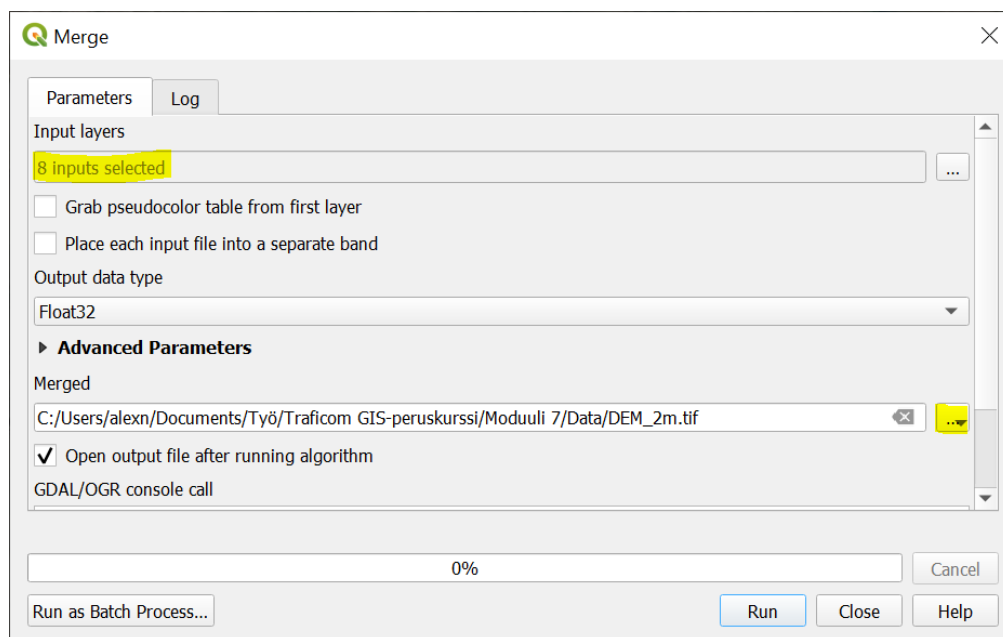 Merge
Parameters Log
Input layers
8 inputs selected ...
Grab pseudocolor table from first layer
Place each input file into a separate band
Output data type
Float32
Advanced Parameters
Merged
C:/Users/alexn/Documents/Työ/Traficom GIS-peruskurssi/Moduuli 7/Data/DEM_2m.tif ...
Open output file after running algorithm
GDAL/OGR console call
0% Cancel
Run as Batch Process... Run Close Help